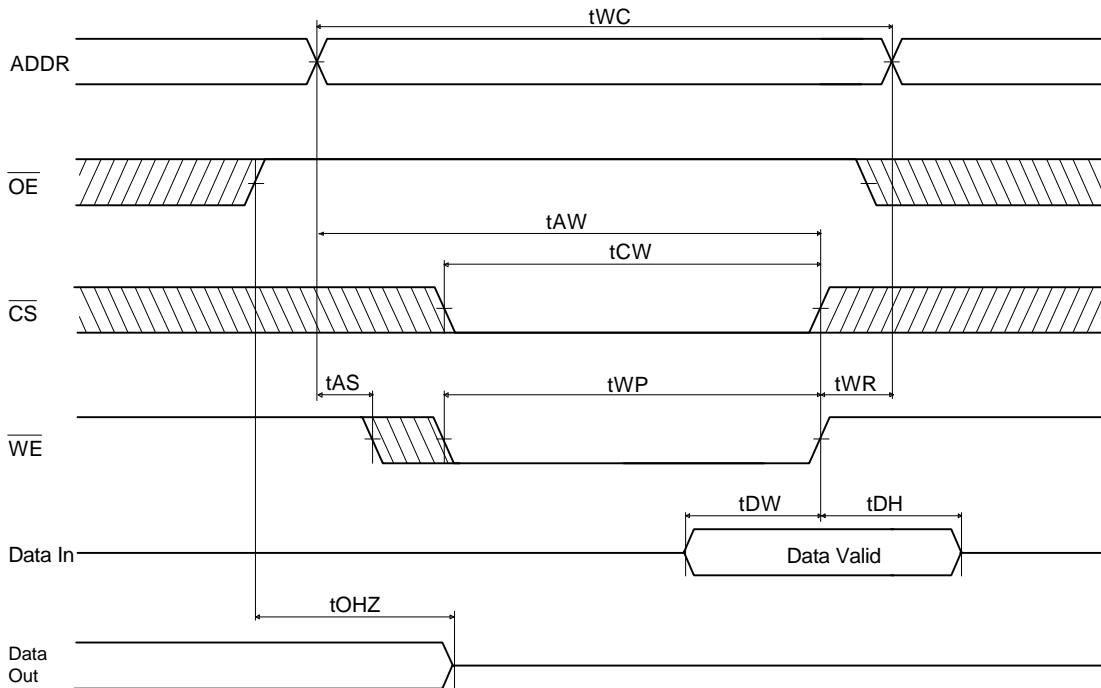 tWC
ADDR
OE
tAW
tCW
CS
tAS
tWP
tWR
WE
tDW
tDH
Data In
Data Valid
tOHZ
Data
Out